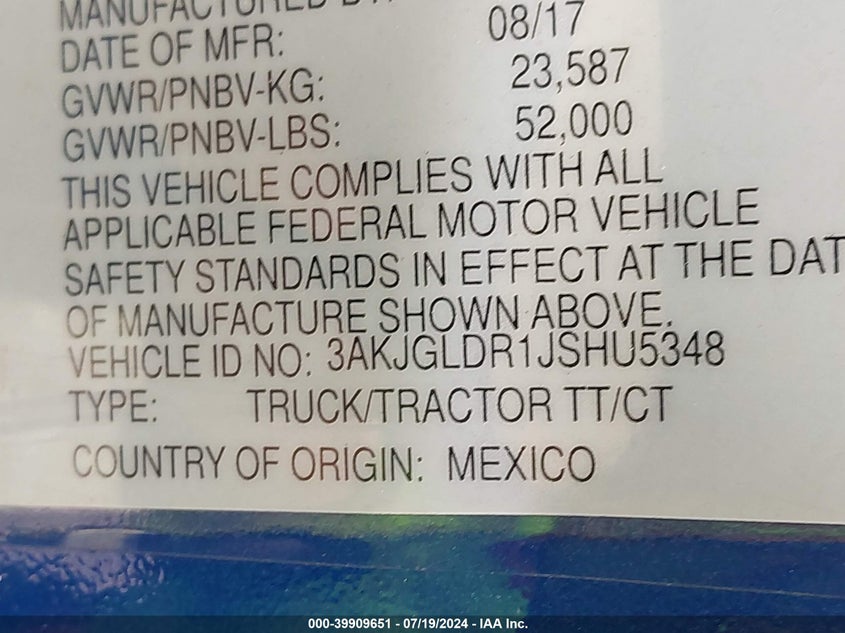 MANUFACTURED
DATE OF MFR: 08/17
GVWR/PNBV-KG: 23,587
GVWR/PNBV-LBS: 52,000
THIS VEHICLE COMPLIES WITH ALL
APPLICABLE FEDERAL MOTOR VEHICLE
SAFETY STANDARDS IN EFFECT AT THE DAT
OF MANUFACTURE SHOWN ABOVE.
VEHICLE ID NO: 3AKJGLDR1JSHU5348
TYPE: TRUCK/TRACTOR TT/CT
COUNTRY OF ORIGIN: MEXICO
000-39909651 - 07/19/2024 - IAA Inc.